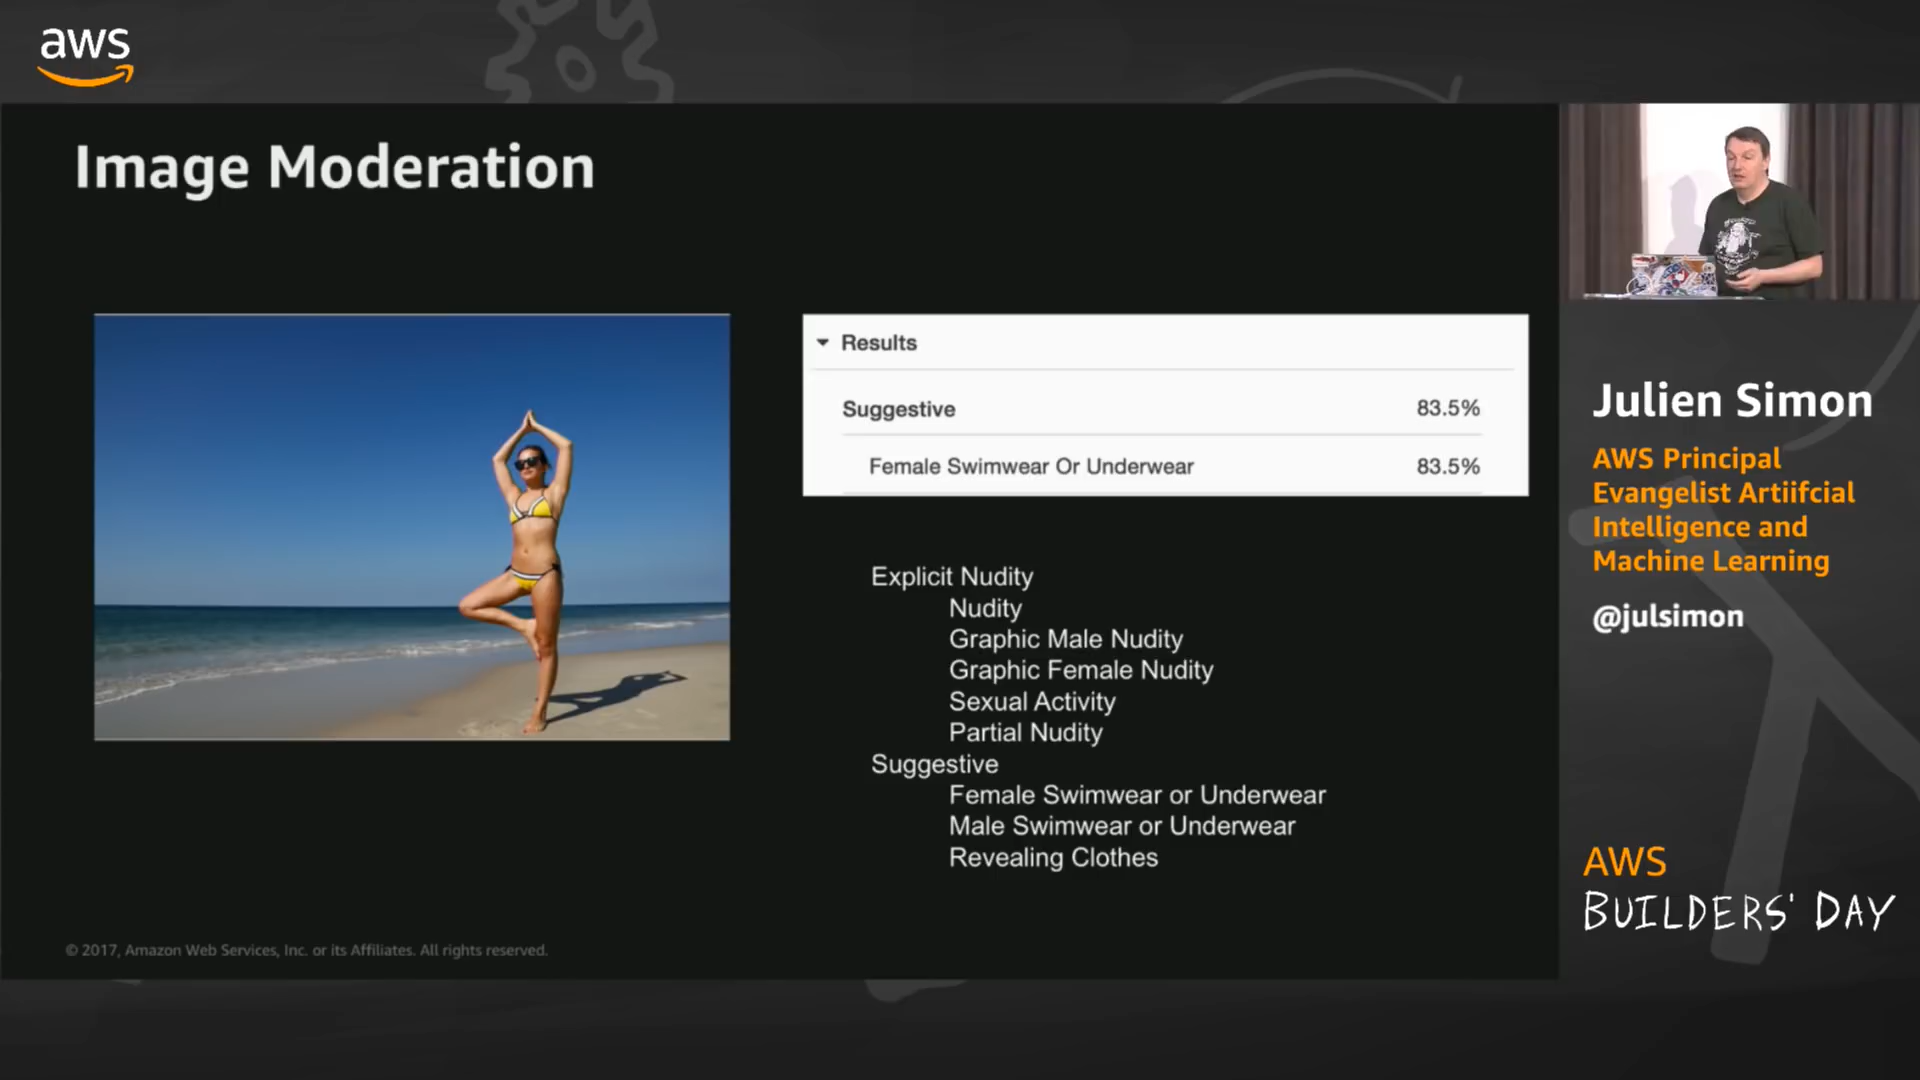 aws
Image Moderation
Results
Suggestive 83.5%
Female Swimwear Or Underwear 83.5%
Explicit Nudity
Nudity
Graphic Male Nudity
Graphic Female Nudity
Sexual Activity
Partial Nudity
Suggestive
Female Swimwear or Underwear
Male Swimwear or Underwear
Revealing Clothes
© 2017, Amazon Web Services, Inc. or its Affiliates. All rights reserved.
Julien Simon
AWS Principal
Evangelist Artiifcial
Intelligence and
Machine Learning
@julsimon
AWS
BUILDERS' DAY